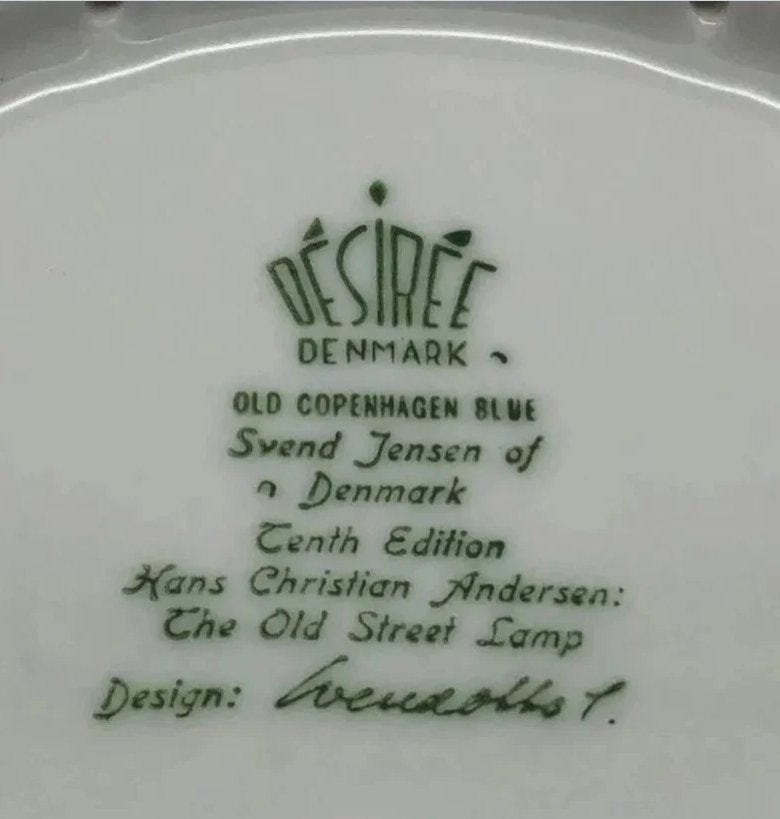 DÉSIRÉE
DENMARK
OLD COPENHAGEN BLUE
Svend Jensen of
Denmark
Tenth Edition
Hans Christian Andersen:
The Old Street Lamp
Design: